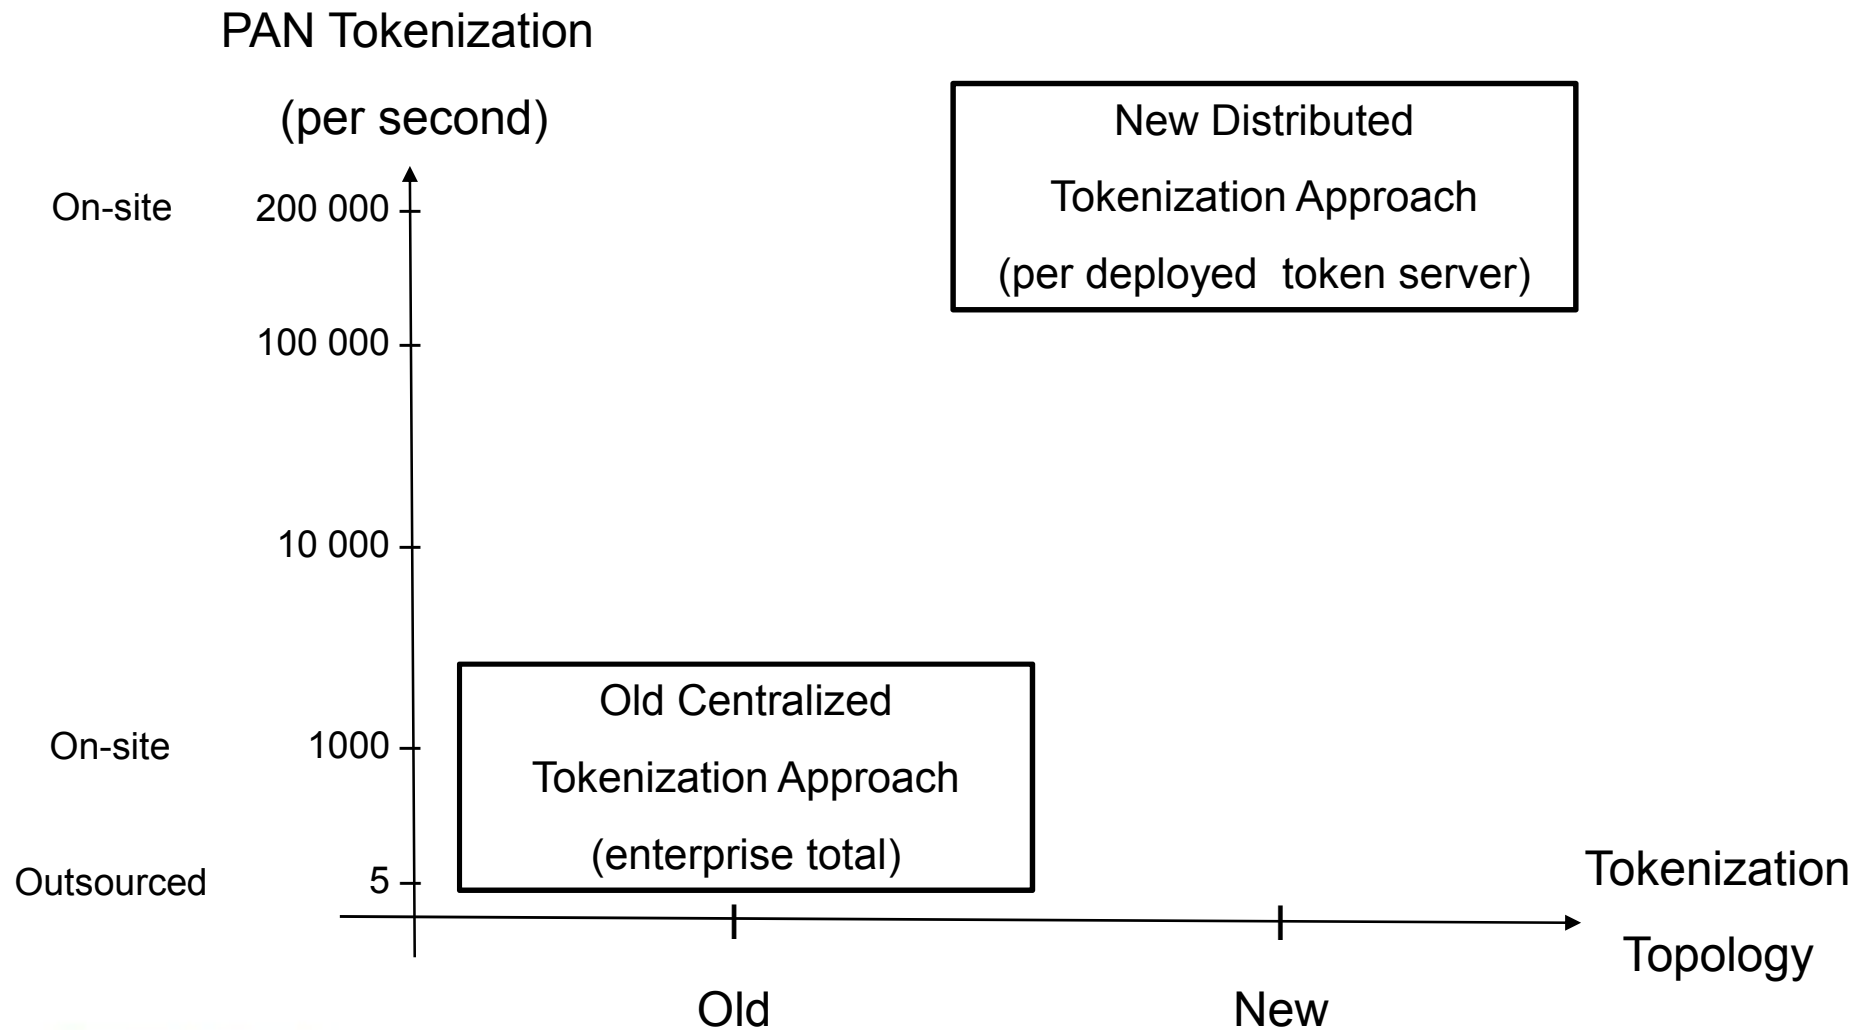 PAN Tokenization
(per second)
New Distributed
Tokenization Approach
(per deployed  token server)
On-site 200 000
100 000
10 000
Old Centralized
Tokenization Approach
(enterprise total)
On-site 1000
Outsourced 5
Tokenization
Topology
Old New